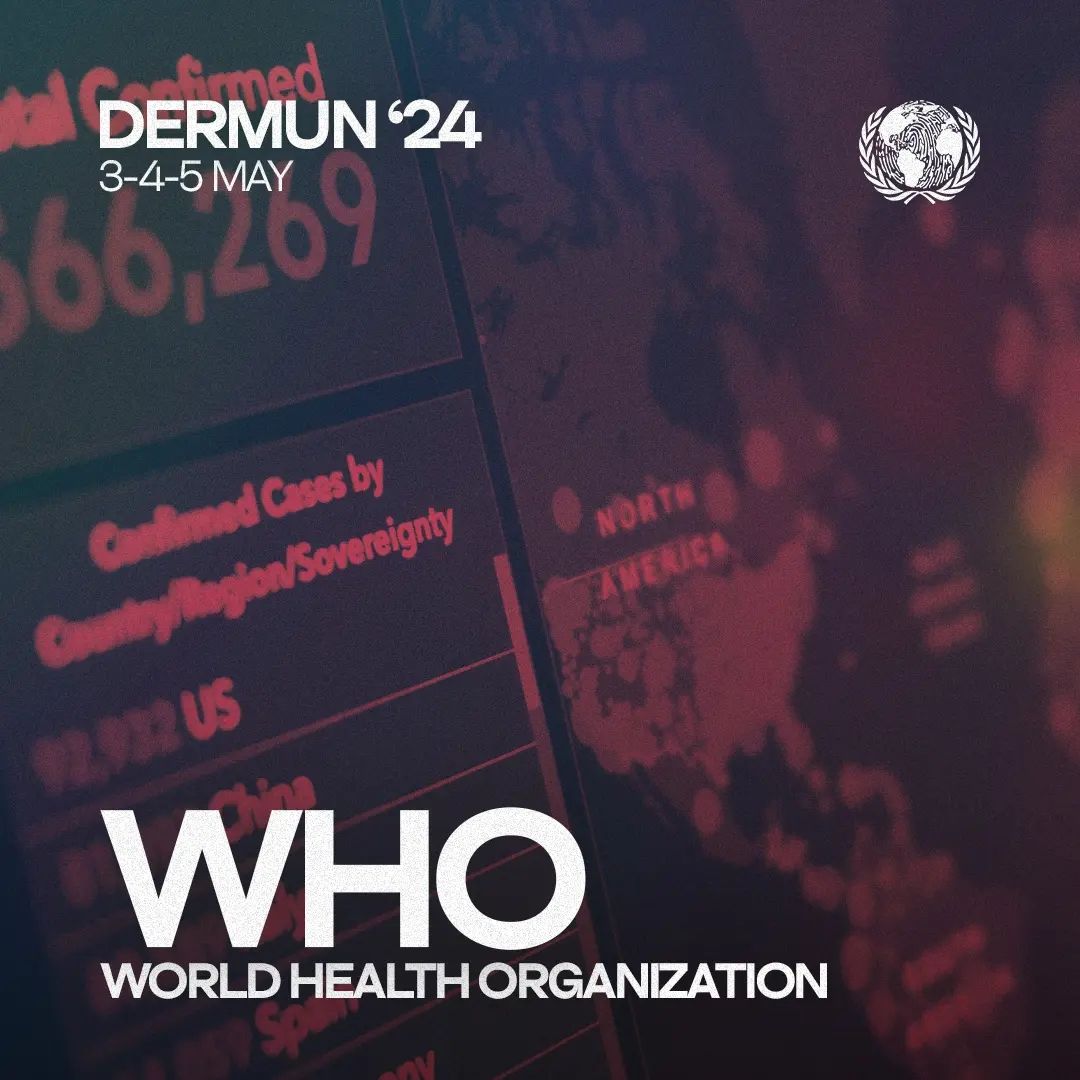 DERMUN ‘24
3-4-5 MAY
Confirmed
66,269
Confirmed Cases by
Country/Region/Sovereignty
US
China
NORTH
AMERICA
WHO
WORLD HEALTH ORGANIZATION
Spain